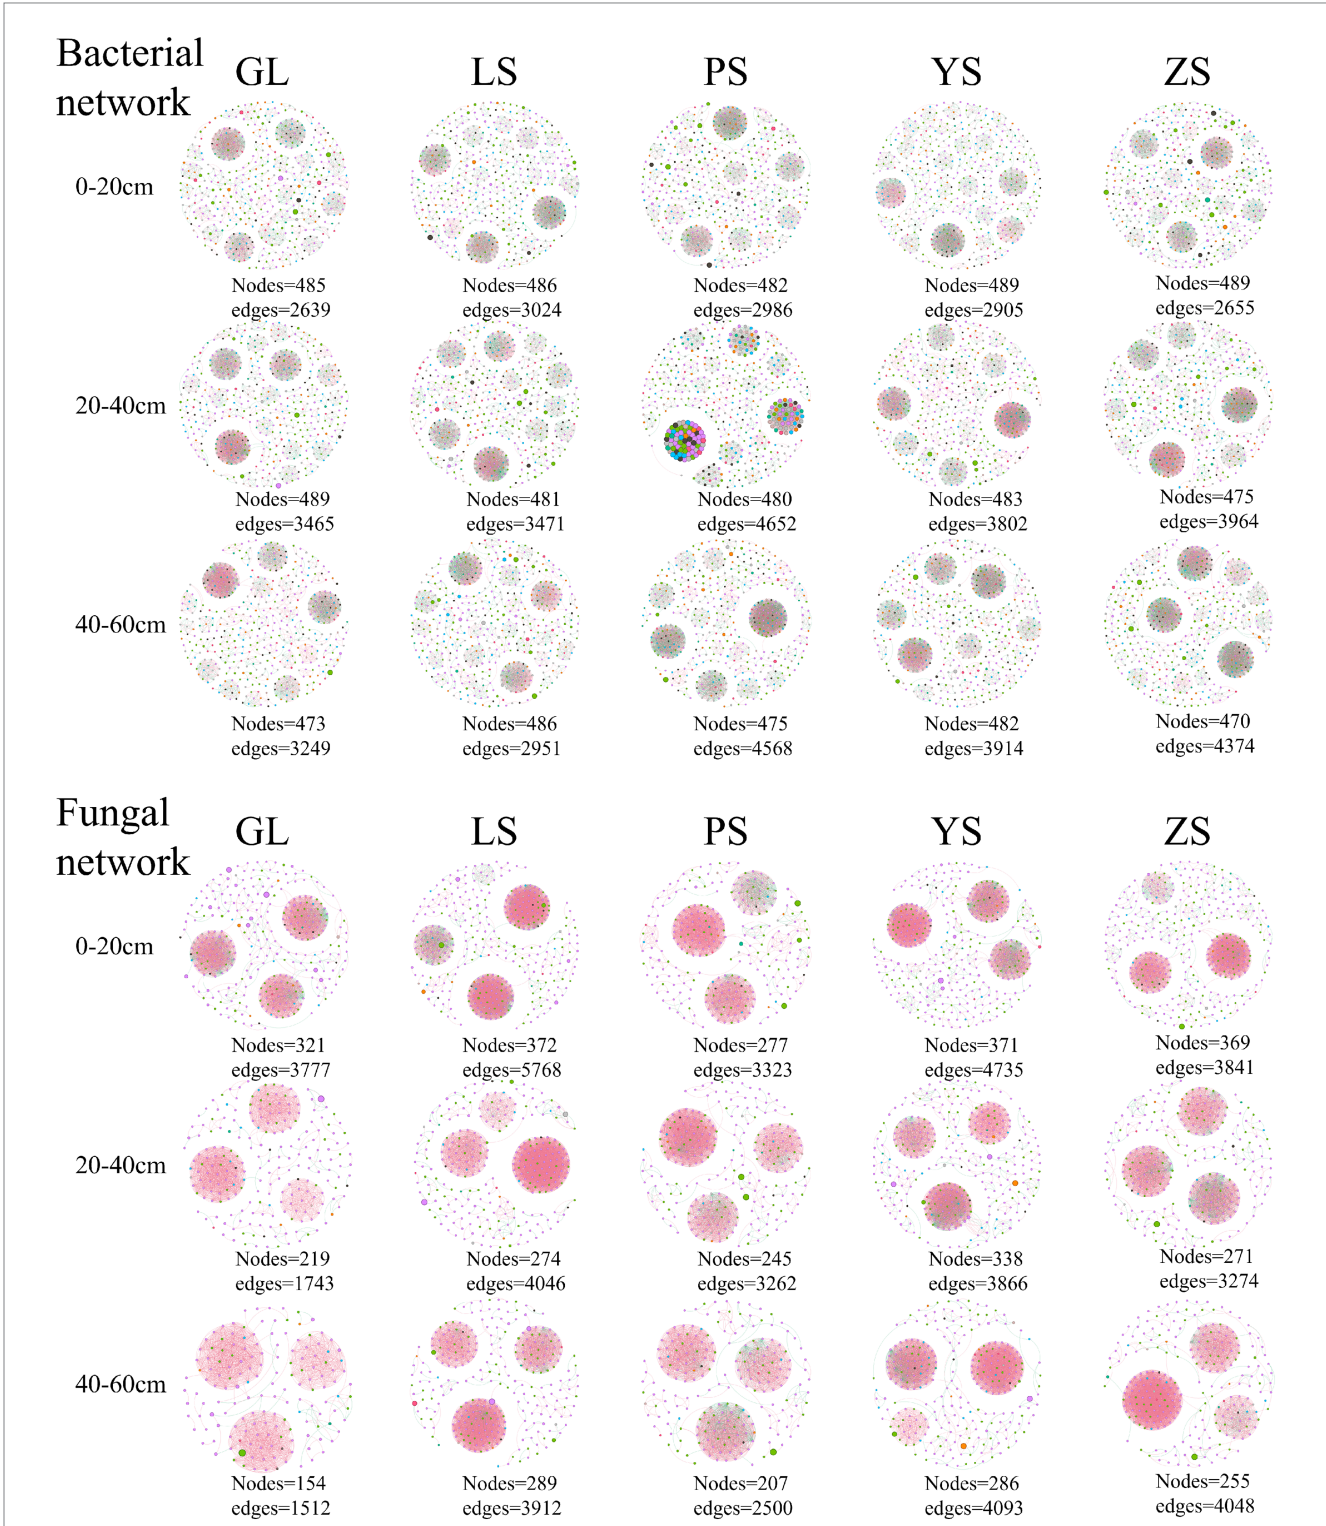 Bacterial
network
GL LS PS YS ZS
0-20cm
Nodes=485 Nodes=486 Nodes=482 Nodes=489 Nodes=489
edges=2639 edges=3024 edges=2986 edges=2905 edges=2655
20-40cm
Nodes=489 Nodes=481 Nodes=480 Nodes=483 Nodes=475
edges=3465 edges=3471 edges=4652 edges=3802 edges=3964
40-60cm
Nodes=473 Nodes=486 Nodes=475 Nodes=482 Nodes=470
edges=3249 edges=2951 edges=4568 edges=3914 edges=4374
Fungal
network
GL LS PS YS ZS
0-20cm
Nodes=321 Nodes=372 Nodes=277 Nodes=371 Nodes=369
edges=3777 edges=5768 edges=3323 edges=4735 edges=3841
20-40cm
Nodes=219 Nodes=274 Nodes=245 Nodes=338 Nodes=271
edges=1743 edges=4046 edges=3262 edges=3866 edges=3274
40-60cm
Nodes=154 Nodes=289 Nodes=207 Nodes=286 Nodes=255
edges=1512 edges=3912 edges=2500 edges=4093 edges=4048